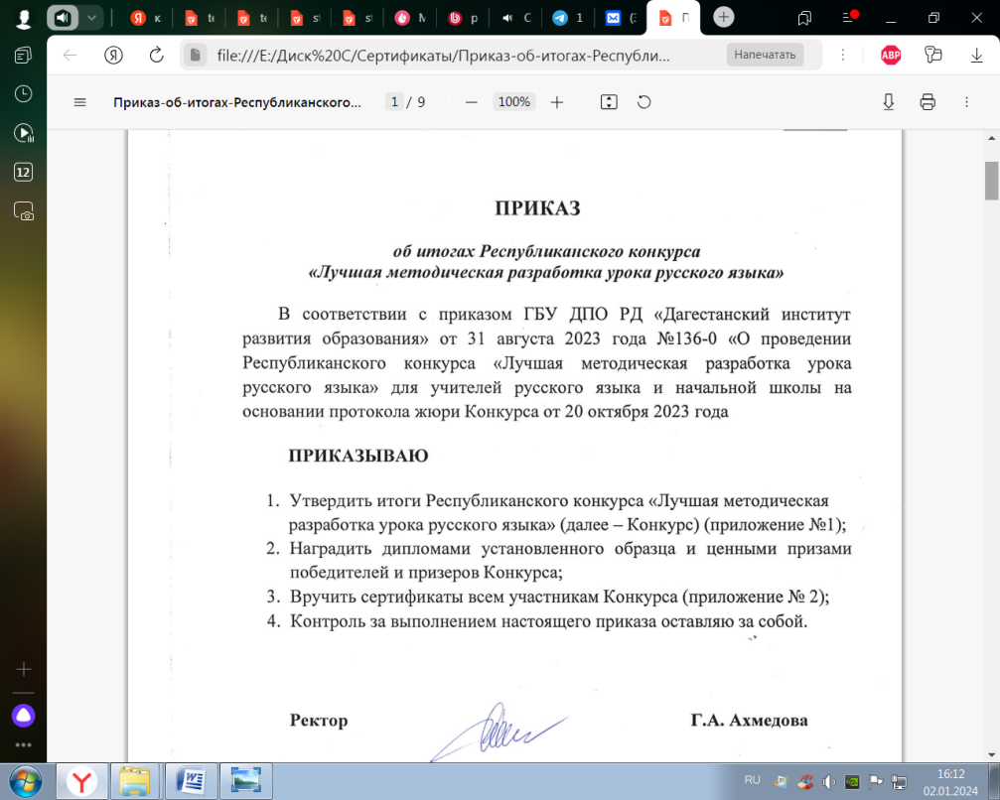 к
te
te
st
s
M
р
С
1
(3
П
file:///E:/Диск%20С/Сертификаты/Приказ-об-итогах-Республи...
Напечатать
ABP
Приказ-об-итогах-Республиканского...
1 / 9
100%
12
ПРИКАЗ
об итогах Республиканского конкурса
«Лучшая методическая разработка урока русского языка»
В соответствии с приказом ГБУ ДПО РД «Дагестанский институт
развития образования» от 31 августа 2023 года №136-0 «О проведении
Республиканского конкурса «Лучшая методическая разработка урока
русского языка» для учителей русского языка и начальной школы на
основании протокола жюри Конкурса от 20 октября 2023 года
ПРИКАЗЫВАЮ
1. Утвердить итоги Республиканского конкурса «Лучшая методическая
разработка урока русского языка» (далее – Конкурс) (приложение №1);
2. Наградить дипломами установленного образца и ценными призами
победителей и призеров Конкурса;
3. Вручить сертификаты всем участникам Конкурса (приложение № 2);
4. Контроль за выполнением настоящего приказа оставляю за собой.
Ректор Г.А. Ахмедова
RU
16:12
02.01.2024